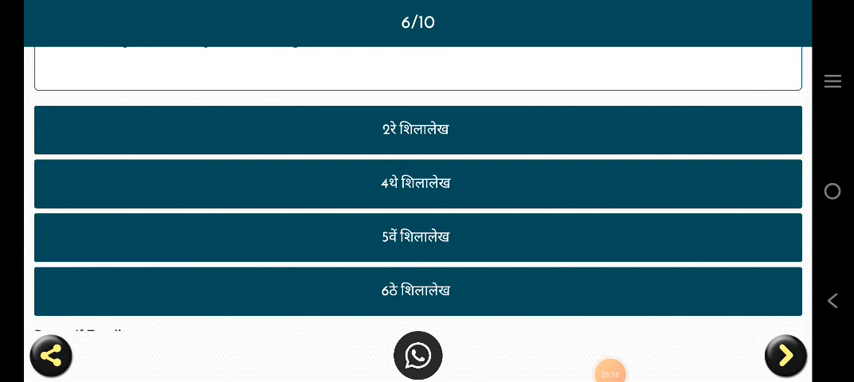 6/10
2रे शिलालेख
4थे शिलालेख
5वें शिलालेख
6ठे शिलालेख